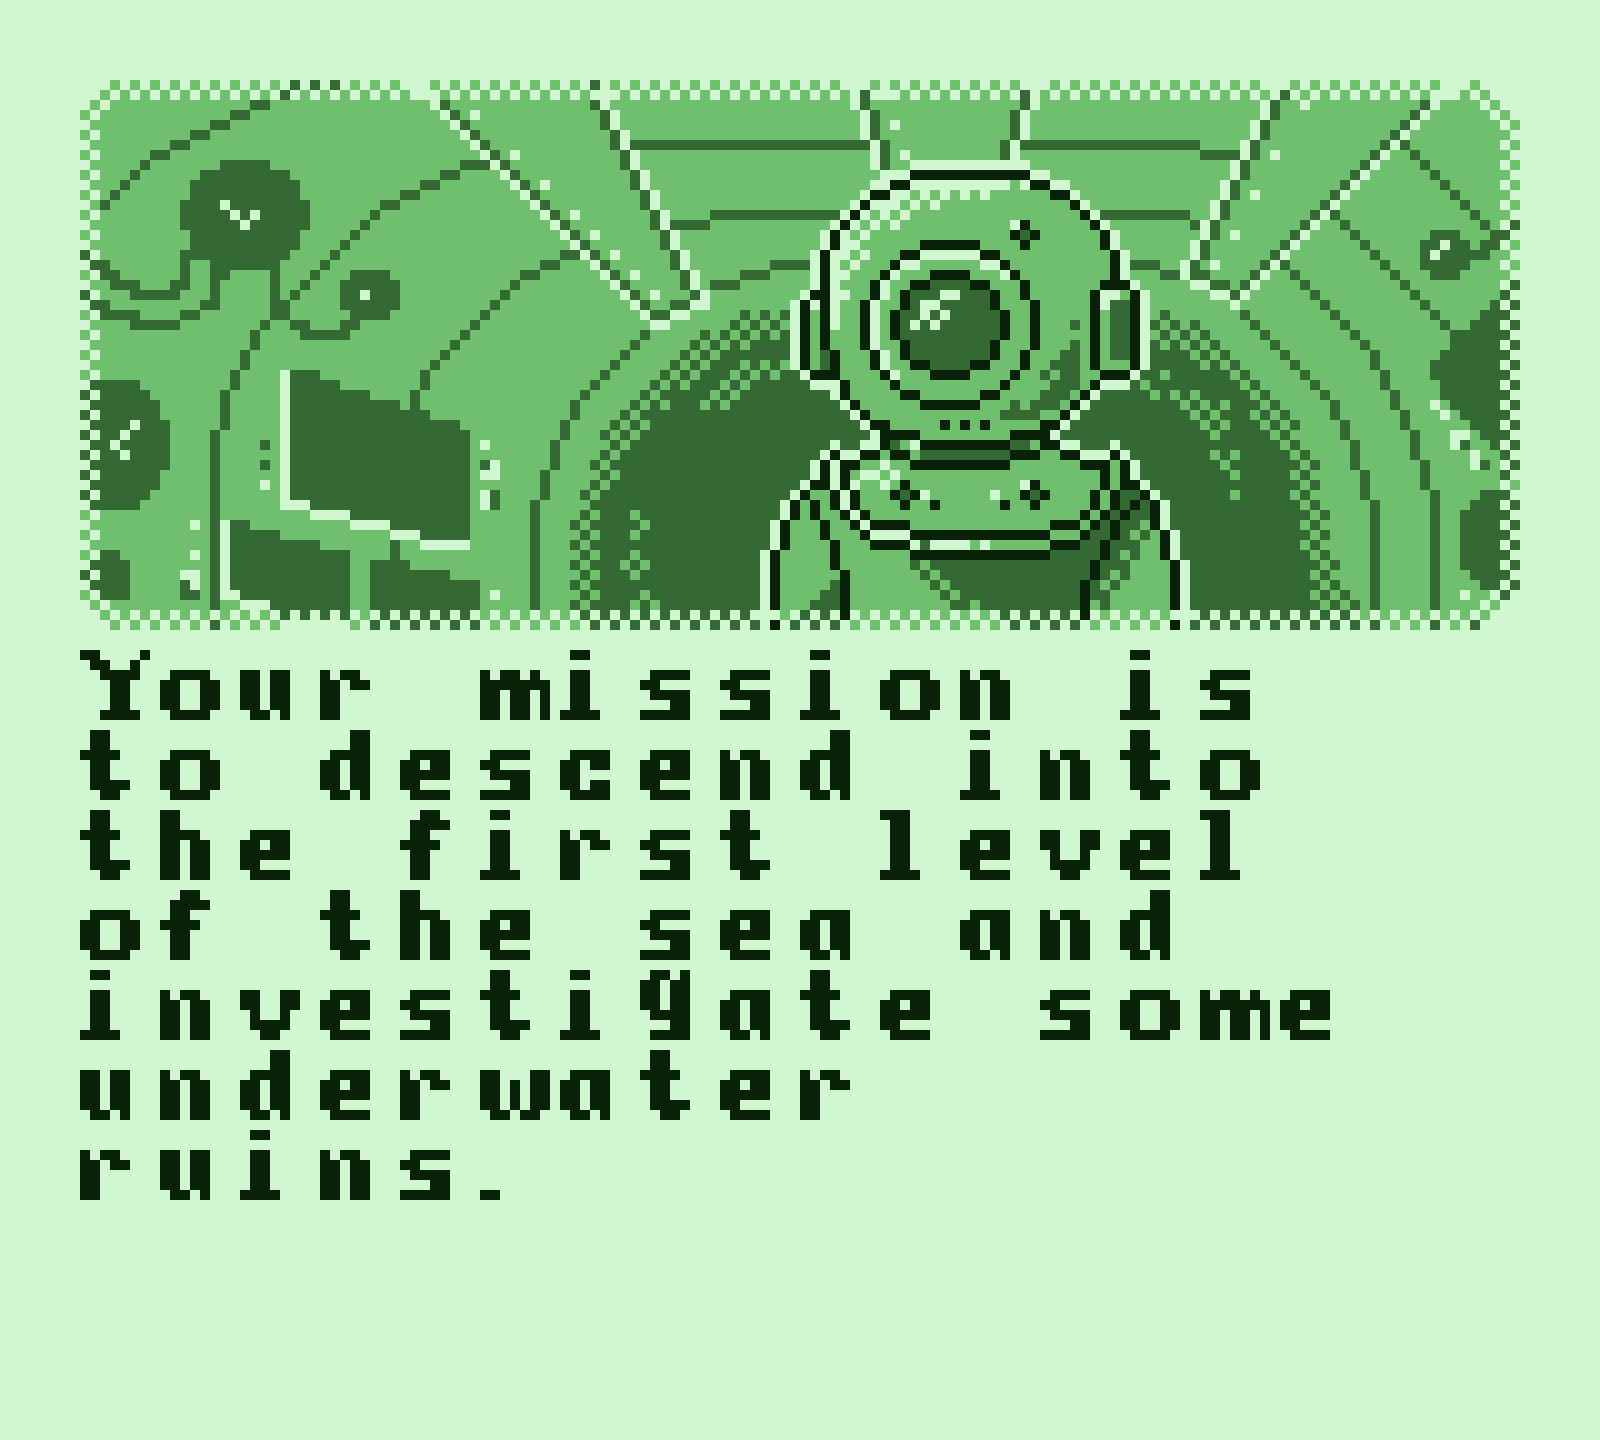 Your mission is
to descend into
the first level
of the sea and
investigate some
underwater
ruins.